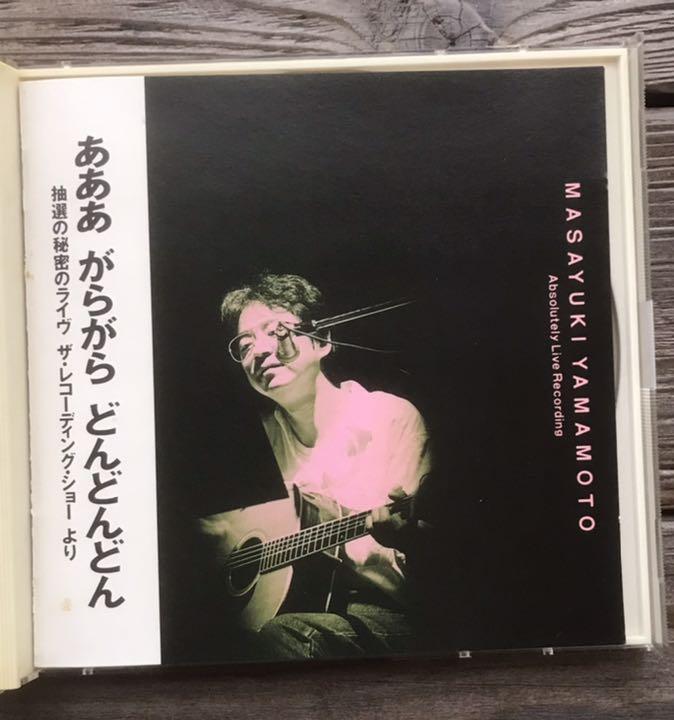 あああ がらがら どんどんどん
抽選の秘密のライヴ ザ・レコーディング・ショー より
MASAYUKI YAMAMOTO
Absolutely Live Recording